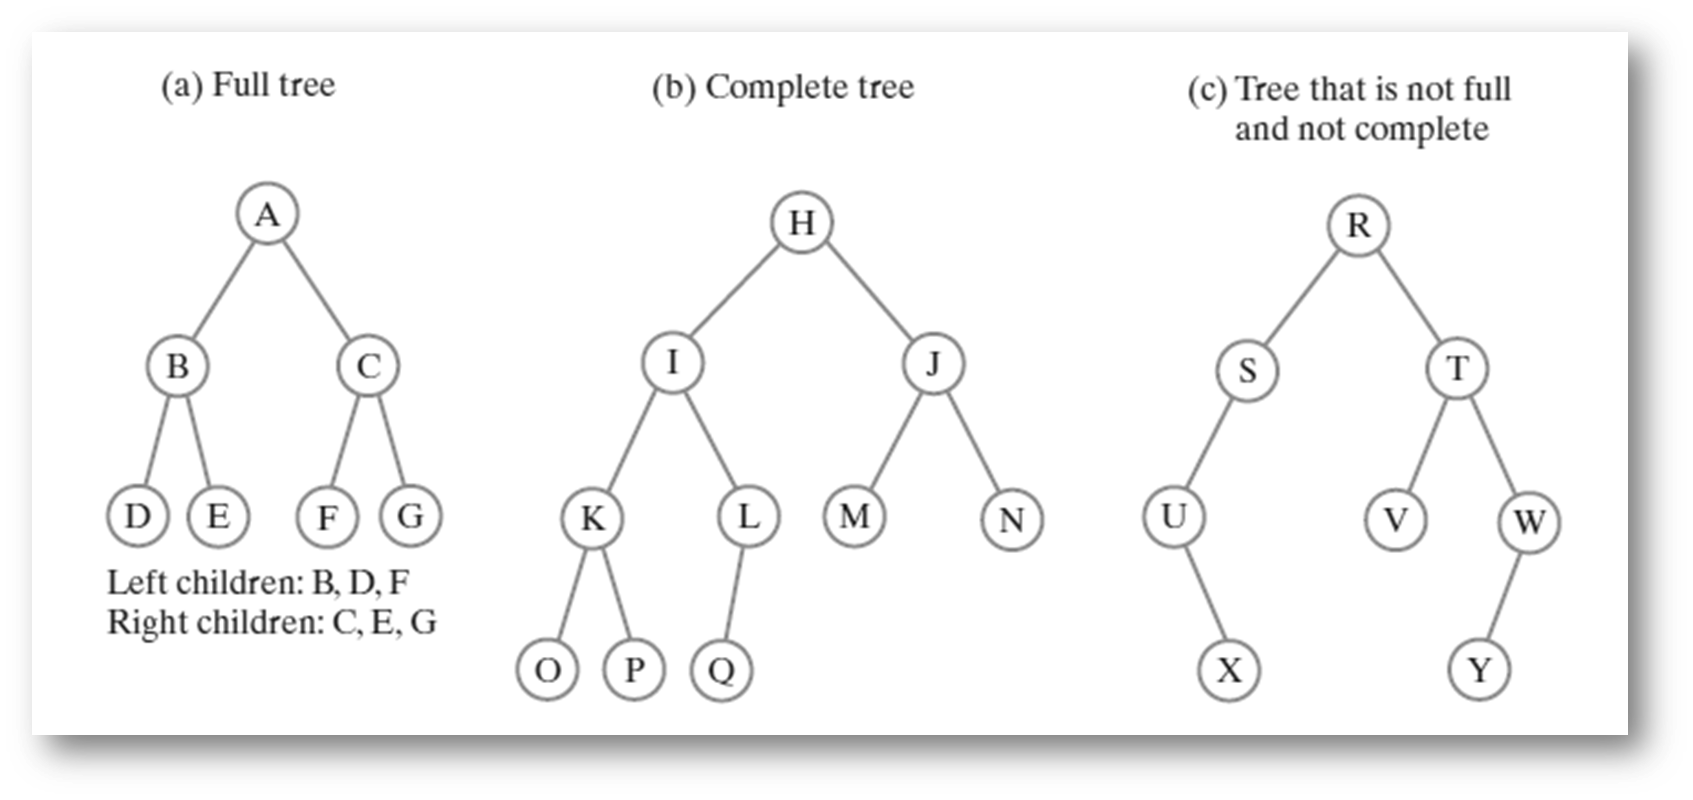 (a) Full tree
A
B C
D E F G
Left children: B, D, F
Right children: C, E, G
(b) Complete tree
H
I J
K L M N
O P Q
(c) Tree that is not full
and not complete
R
S T
U V W
X Y